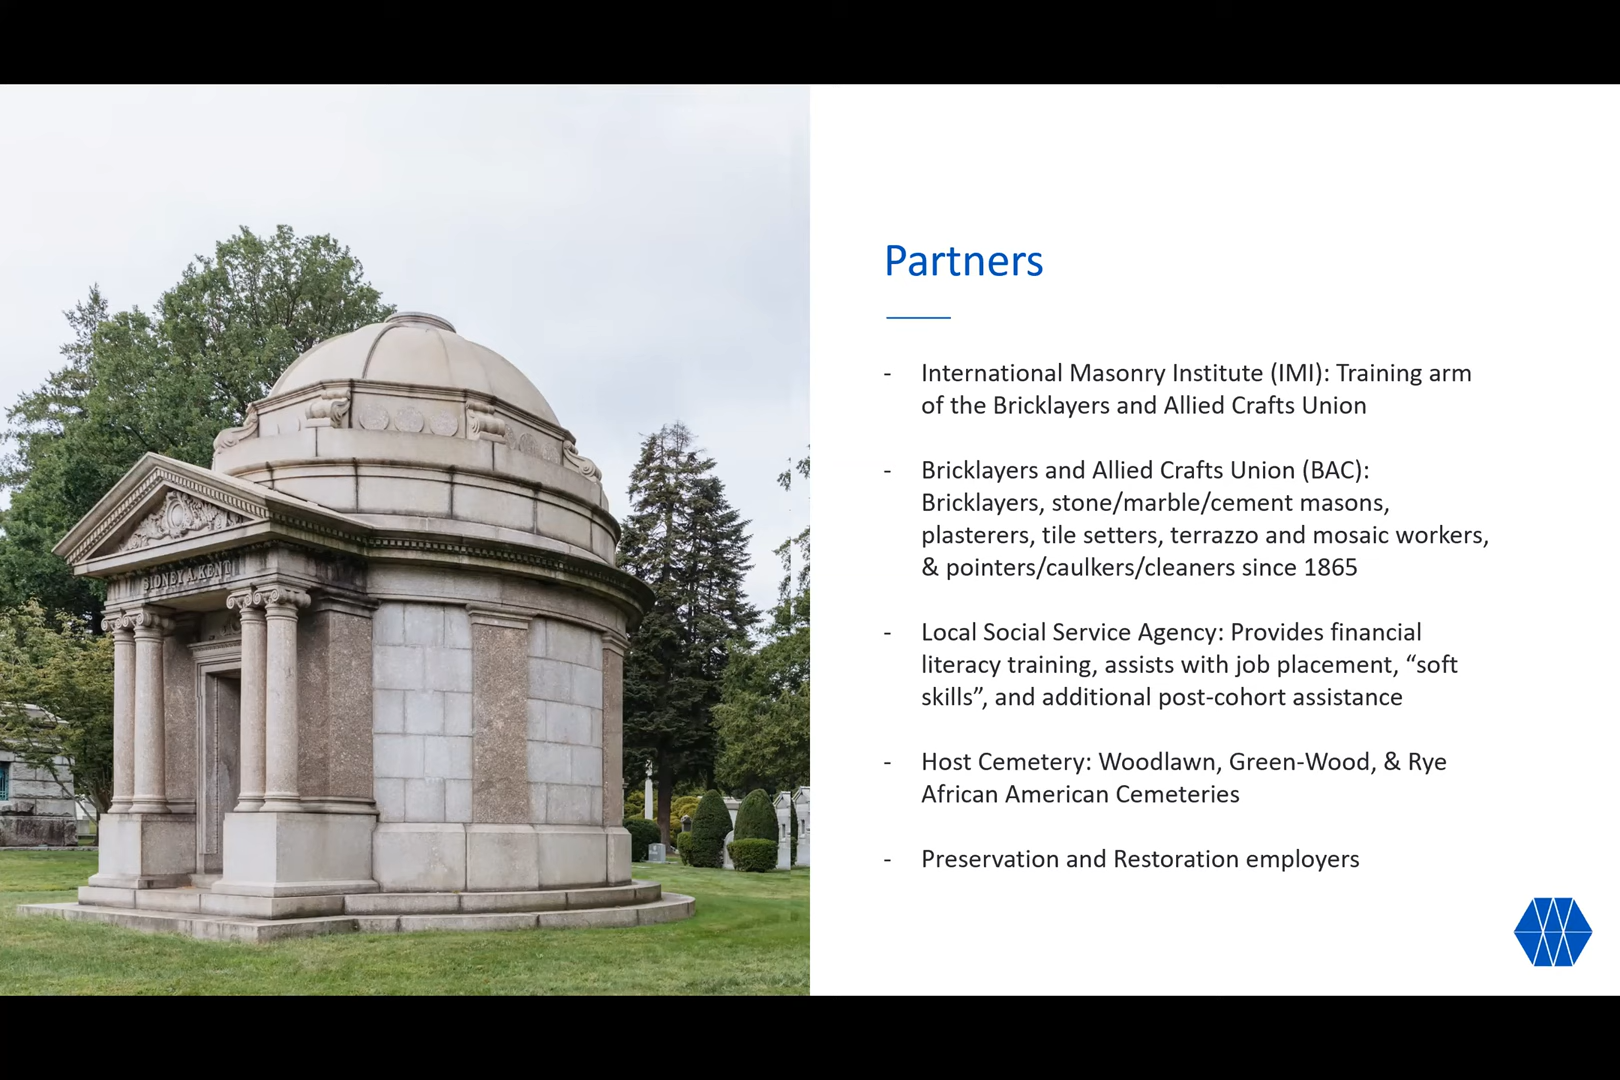 SIDNEY A. KENT
Partners
- International Masonry Institute (IMI): Training arm
of the Bricklayers and Allied Crafts Union
- Bricklayers and Allied Crafts Union (BAC):
Bricklayers, stone/marble/cement masons,
plasterers, tile setters, terrazzo and mosaic workers,
& pointers/caulkers/cleaners since 1865
- Local Social Service Agency: Provides financial
literacy training, assists with job placement, “soft
skills”, and additional post-cohort assistance
- Host Cemetery: Woodlawn, Green-Wood, & Rye
African American Cemeteries
- Preservation and Restoration employers